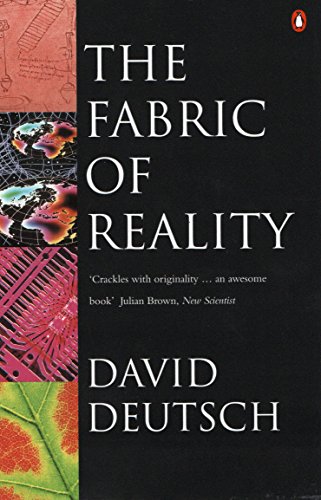 THE
FABRIC
OF
REALITY
'Crackles with originality ... an awesome
book' Julian Brown, New Scientist
DAVID
DEUTSCH